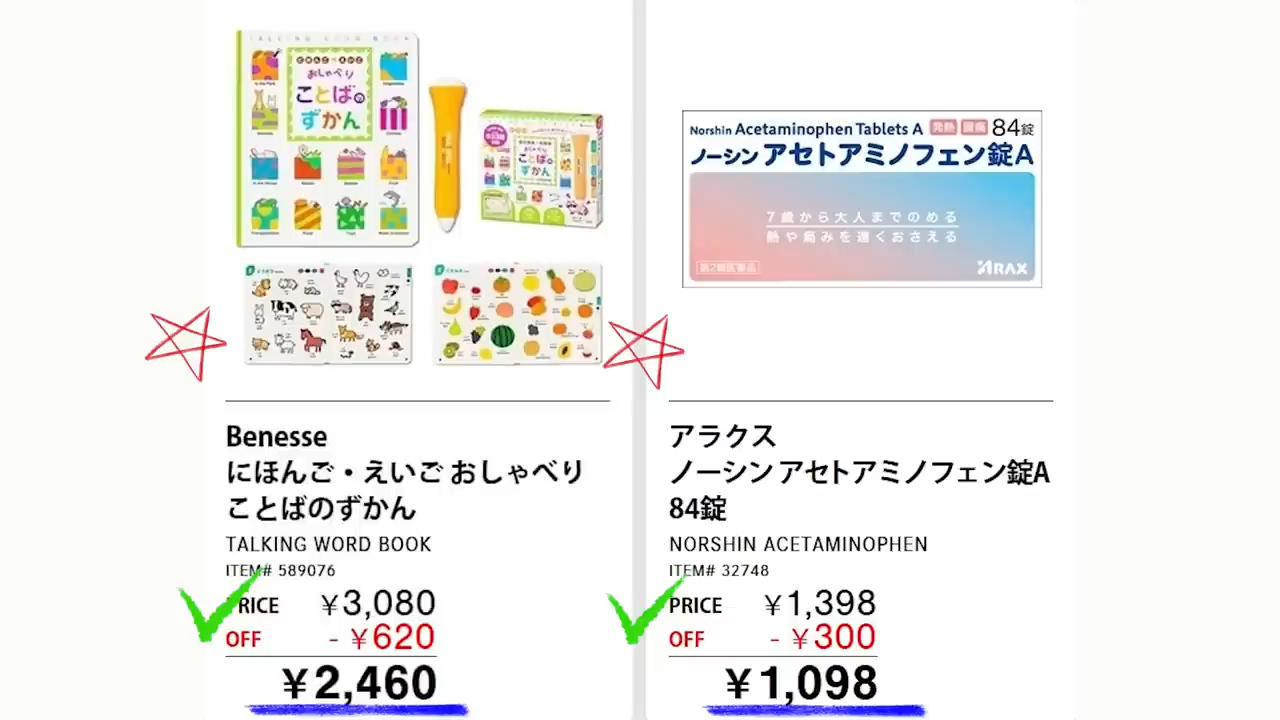 TALKING WORD BOOK
にほんご・えいご
おしゃべり
ことばの
ずかん
おしゃべり
ことばの
ずかん
Norshin Acetaminophen Tablets A 発熱 頭痛 84錠
ノーシン アセトアミノフェン錠A
7歳から大人までのめる
熱や痛みを速くおさえる
第2類医薬品
ARAX
Benesse
にほんご・えいご おしゃべり
ことばのずかん
TALKING WORD BOOK
ITEM# 589076
PRICE ¥3,080
OFF - ¥620
¥2,460
アラクス
ノーシン アセトアミノフェン錠A
84錠
NORSHIN ACETAMINOPHEN
ITEM# 32748
PRICE ¥1,398
OFF - ¥300
¥1,098